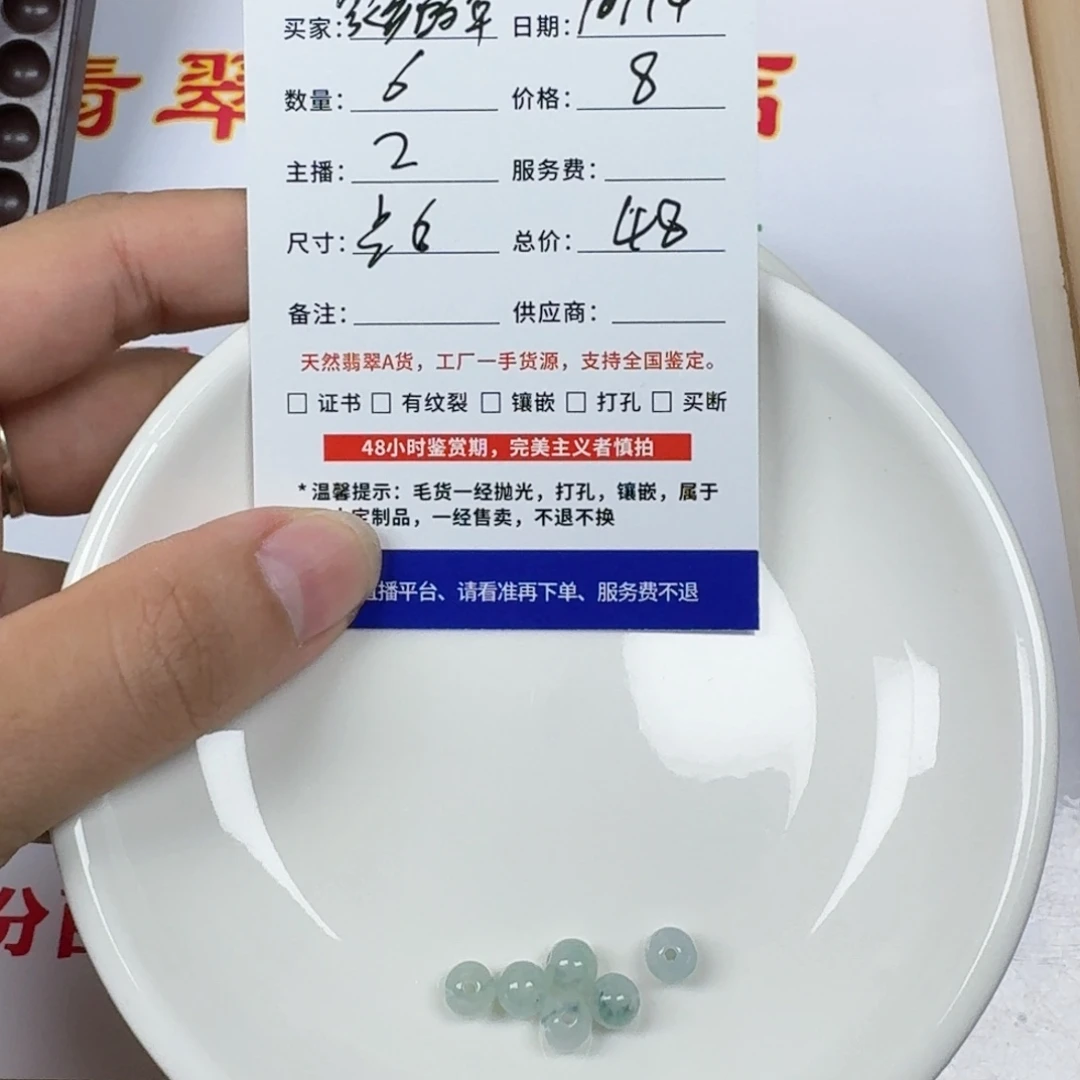 青翠
买家： 日期：10/14
数量：6 价格：8
主播：2 服务费：
尺寸：6 总价：48
备注： 供应商：
天然翡翠A货，工厂一手货源，支持全国鉴定。
□ 证书 □ 有纹裂 □ 镶嵌 □ 打孔 □ 买断
48小时鉴赏期，完美主义者慎拍
*温馨提示：毛货一经抛光，打孔，镶嵌，属于
定制品，一经售卖，不退不换
播平台、请看准再下单、服务费不退
份